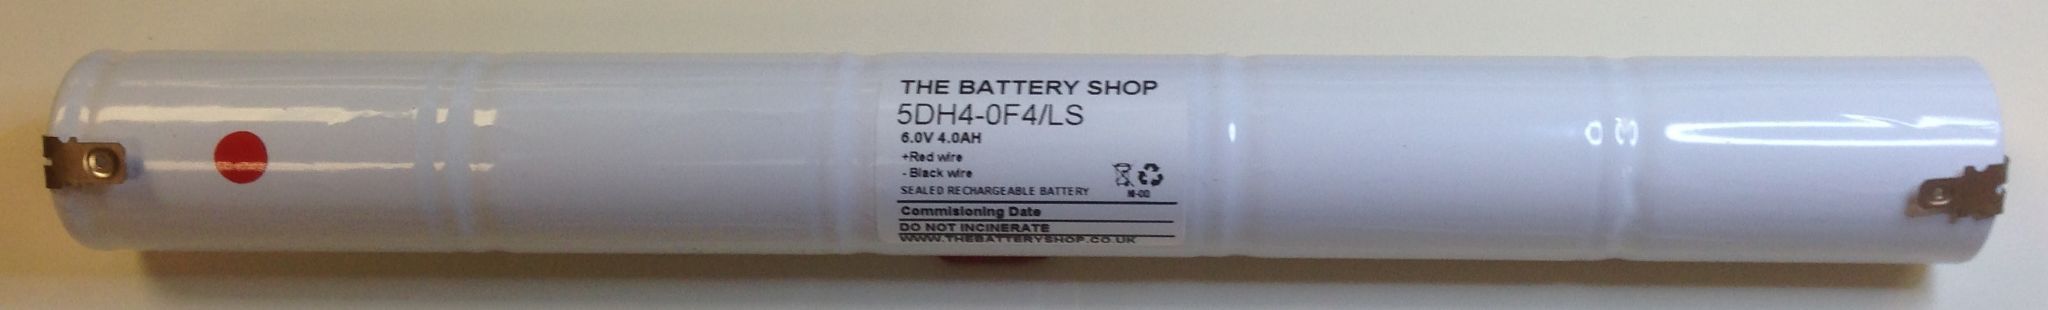 THE BATTERY SHOP
5DH4-0F4/LS
6.0V 4.0AH
+Red wire
- Black wire
SEALED RECHARGEABLE BATTERY
Commisioning Date
DO NOT INCINERATE
WWW.THEBATTERYSHOP.CO.UK